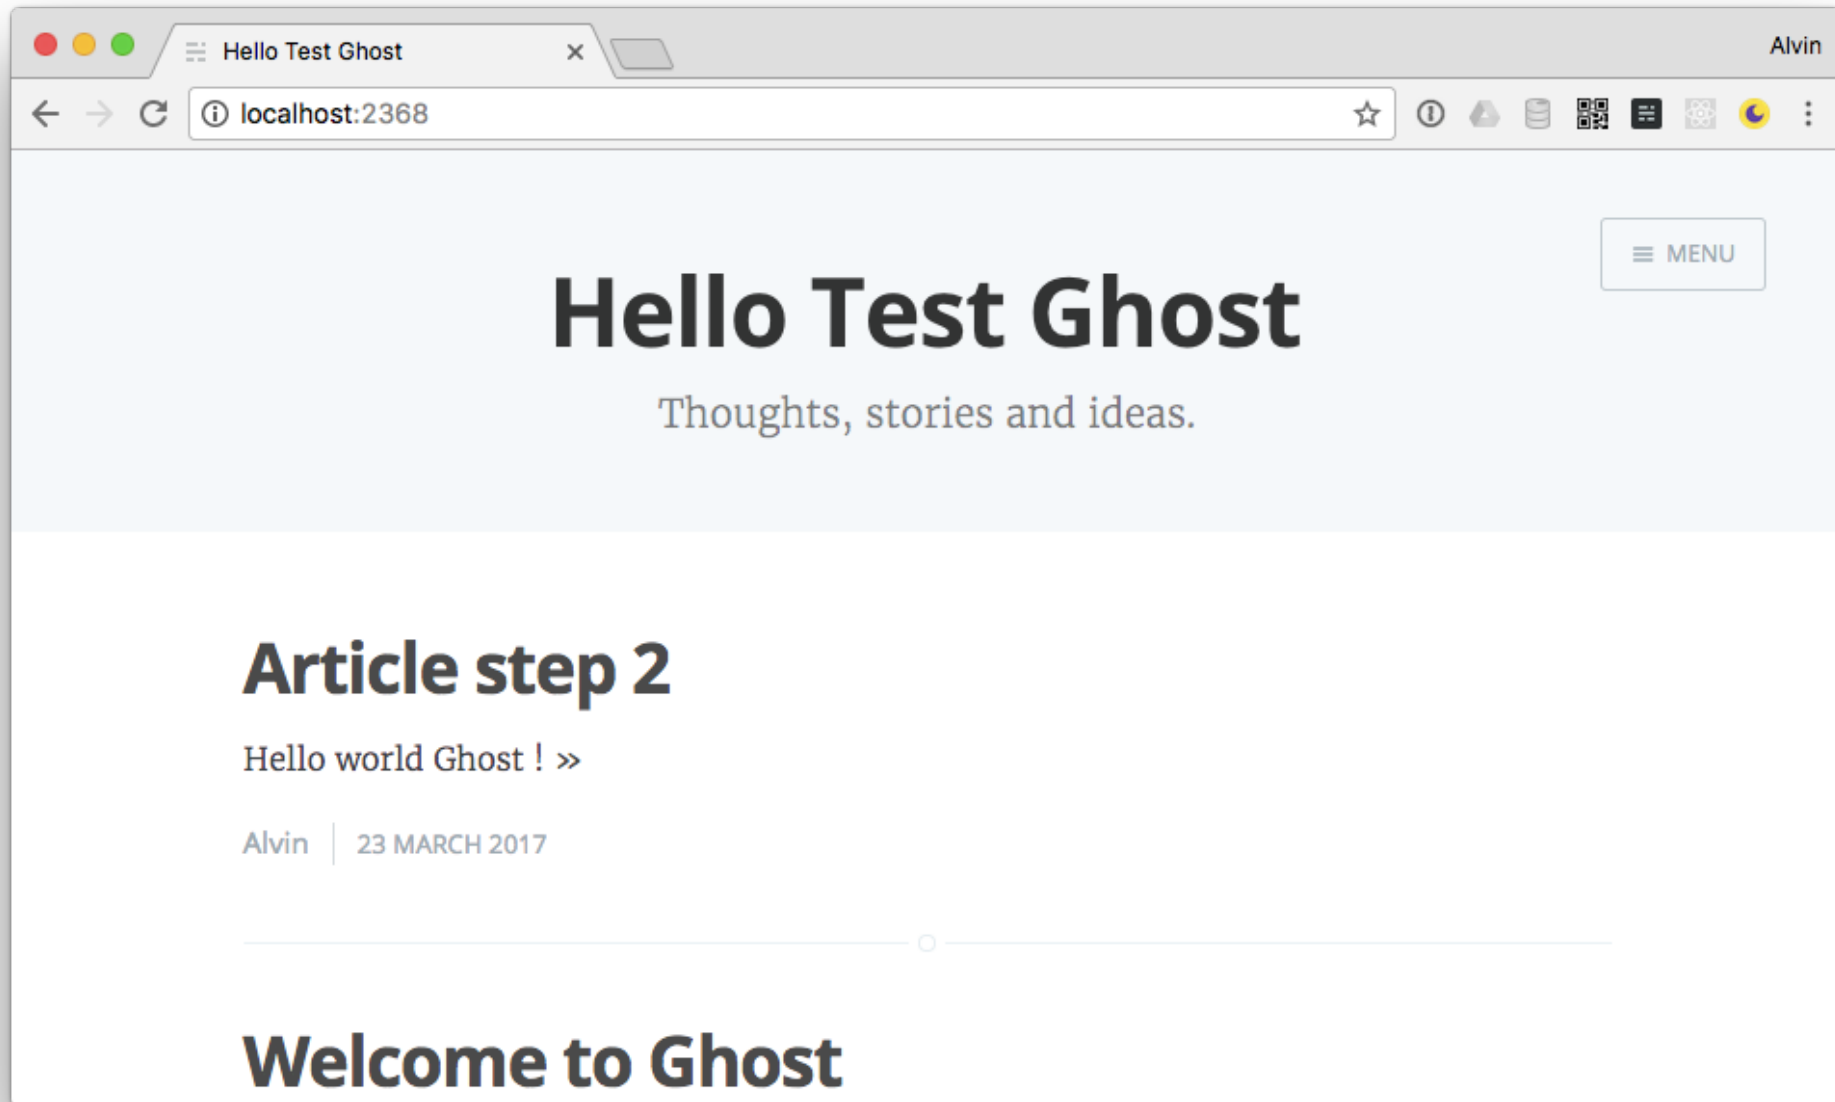 Hello Test Ghost
Alvin
localhost:2368
MENU
Hello Test Ghost
Thoughts, stories and ideas.
Article step 2
Hello world Ghost ! »
Alvin 23 MARCH 2017
Welcome to Ghost